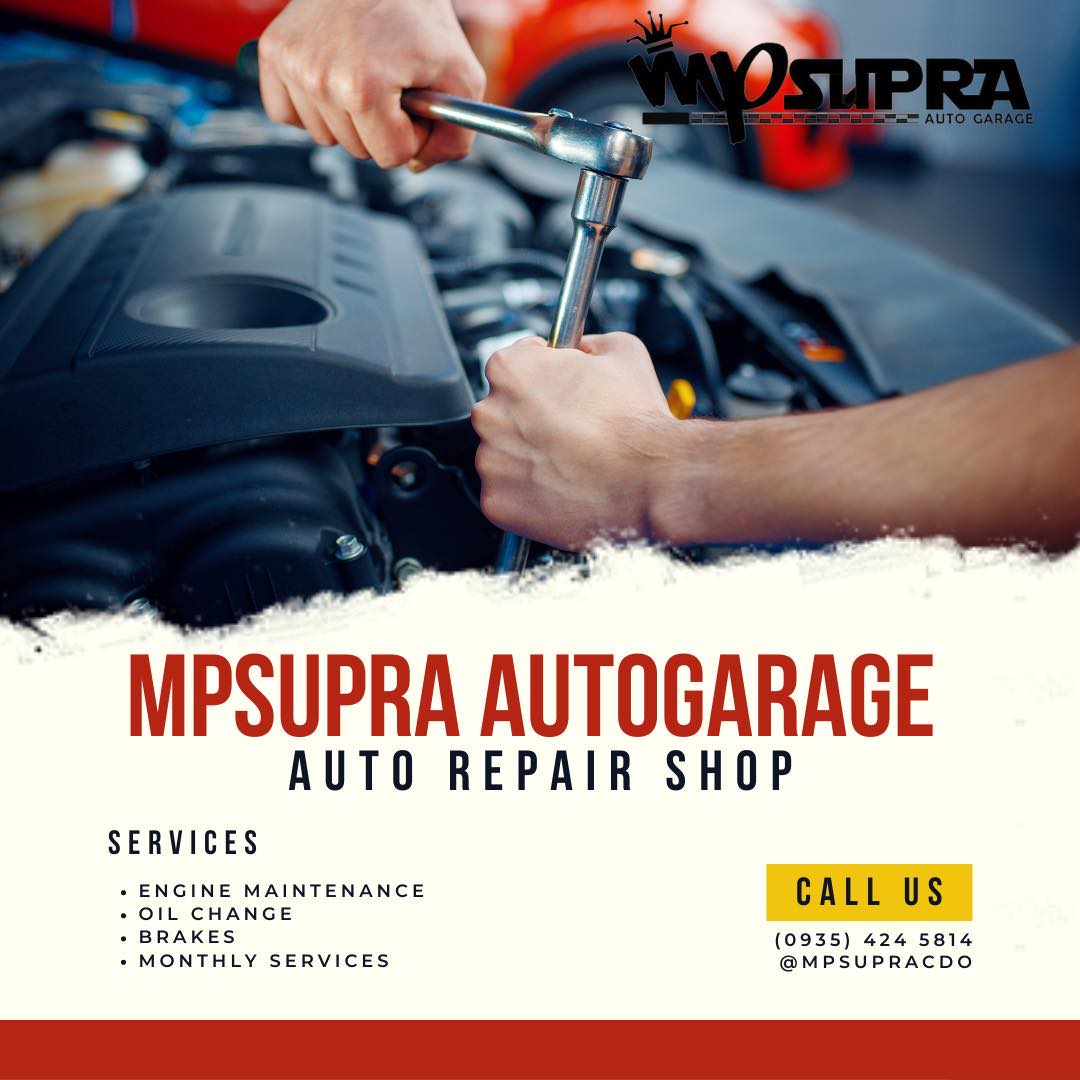 MPSUPRA
AUTO GARAGE
MPSUPRA AUTOGARAGE
AUTO REPAIR SHOP
SERVICES
• ENGINE MAINTENANCE
• OIL CHANGE
• BRAKES
• MONTHLY SERVICES
CALL US
(0935) 424 5814
@MPSUPRACDO